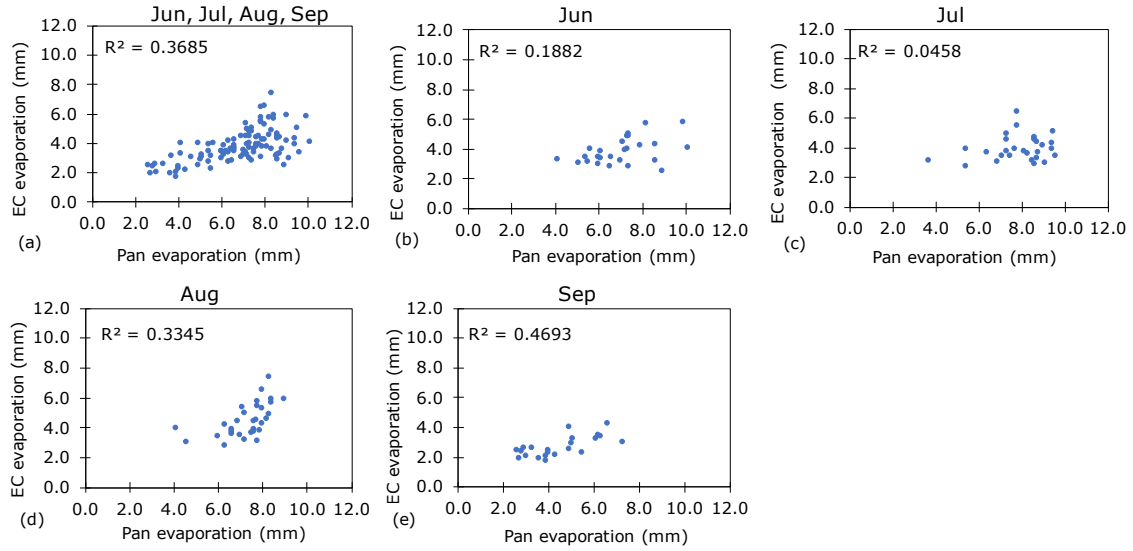 Jun, Jul, Aug, Sep
R² = 0.3685
EC evaporation (mm)
12.0
10.0
8.0
6.0
4.0
2.0
0.0
0.0 2.0 4.0 6.0 8.0 10.0 12.0
(a)
Pan evaporation (mm)
Jun
R² = 0.1882
EC evaporation (mm)
12.0
10.0
8.0
6.0
4.0
2.0
0.0
0.0 2.0 4.0 6.0 8.0 10.0 12.0
(b)
Pan evaporation (mm)
Jul
R² = 0.0458
EC evaporation (mm)
12.0
10.0
8.0
6.0
4.0
2.0
0.0
0.0 2.0 4.0 6.0 8.0 10.0 12.0
(c)
Pan evaporation (mm)
Aug
R² = 0.3345
EC evaporation (mm)
12.0
10.0
8.0
6.0
4.0
2.0
0.0
0.0 2.0 4.0 6.0 8.0 10.0 12.0
(d)
Pan evaporation (mm)
Sep
R² = 0.4693
EC evaporation (mm)
12.0
10.0
8.0
6.0
4.0
2.0
0.0
0.0 2.0 4.0 6.0 8.0 10.0 12.0
(e)
Pan evaporation (mm)